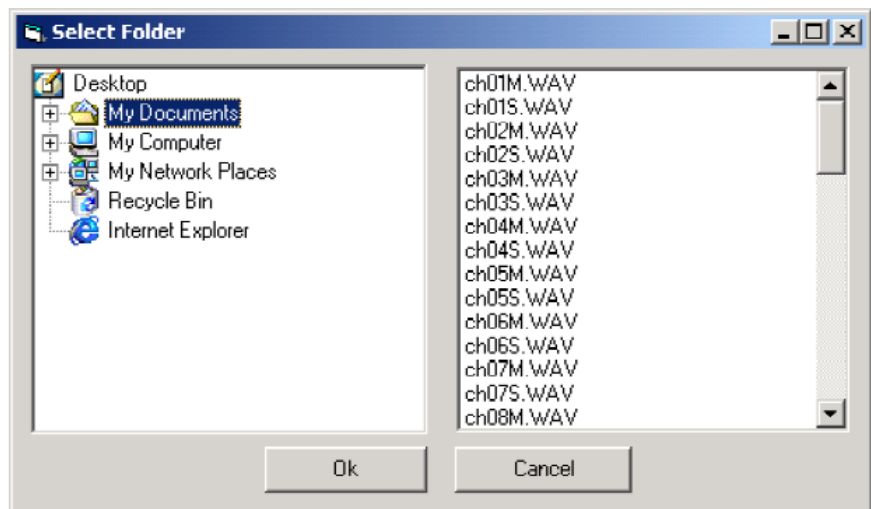 Select Folder
Desktop
My Documents
My Computer
My Network Places
Recycle Bin
Internet Explorer
ch01M.WAV
ch01S.WAV
ch02M.WAV
ch02S.WAV
ch03M.WAV
ch03S.WAV
ch04M.WAV
ch04S.WAV
ch05M.WAV
ch05S.WAV
ch06M.WAV
ch06S.WAV
ch07M.WAV
ch07S.WAV
ch08M.WAV
Ok
Cancel